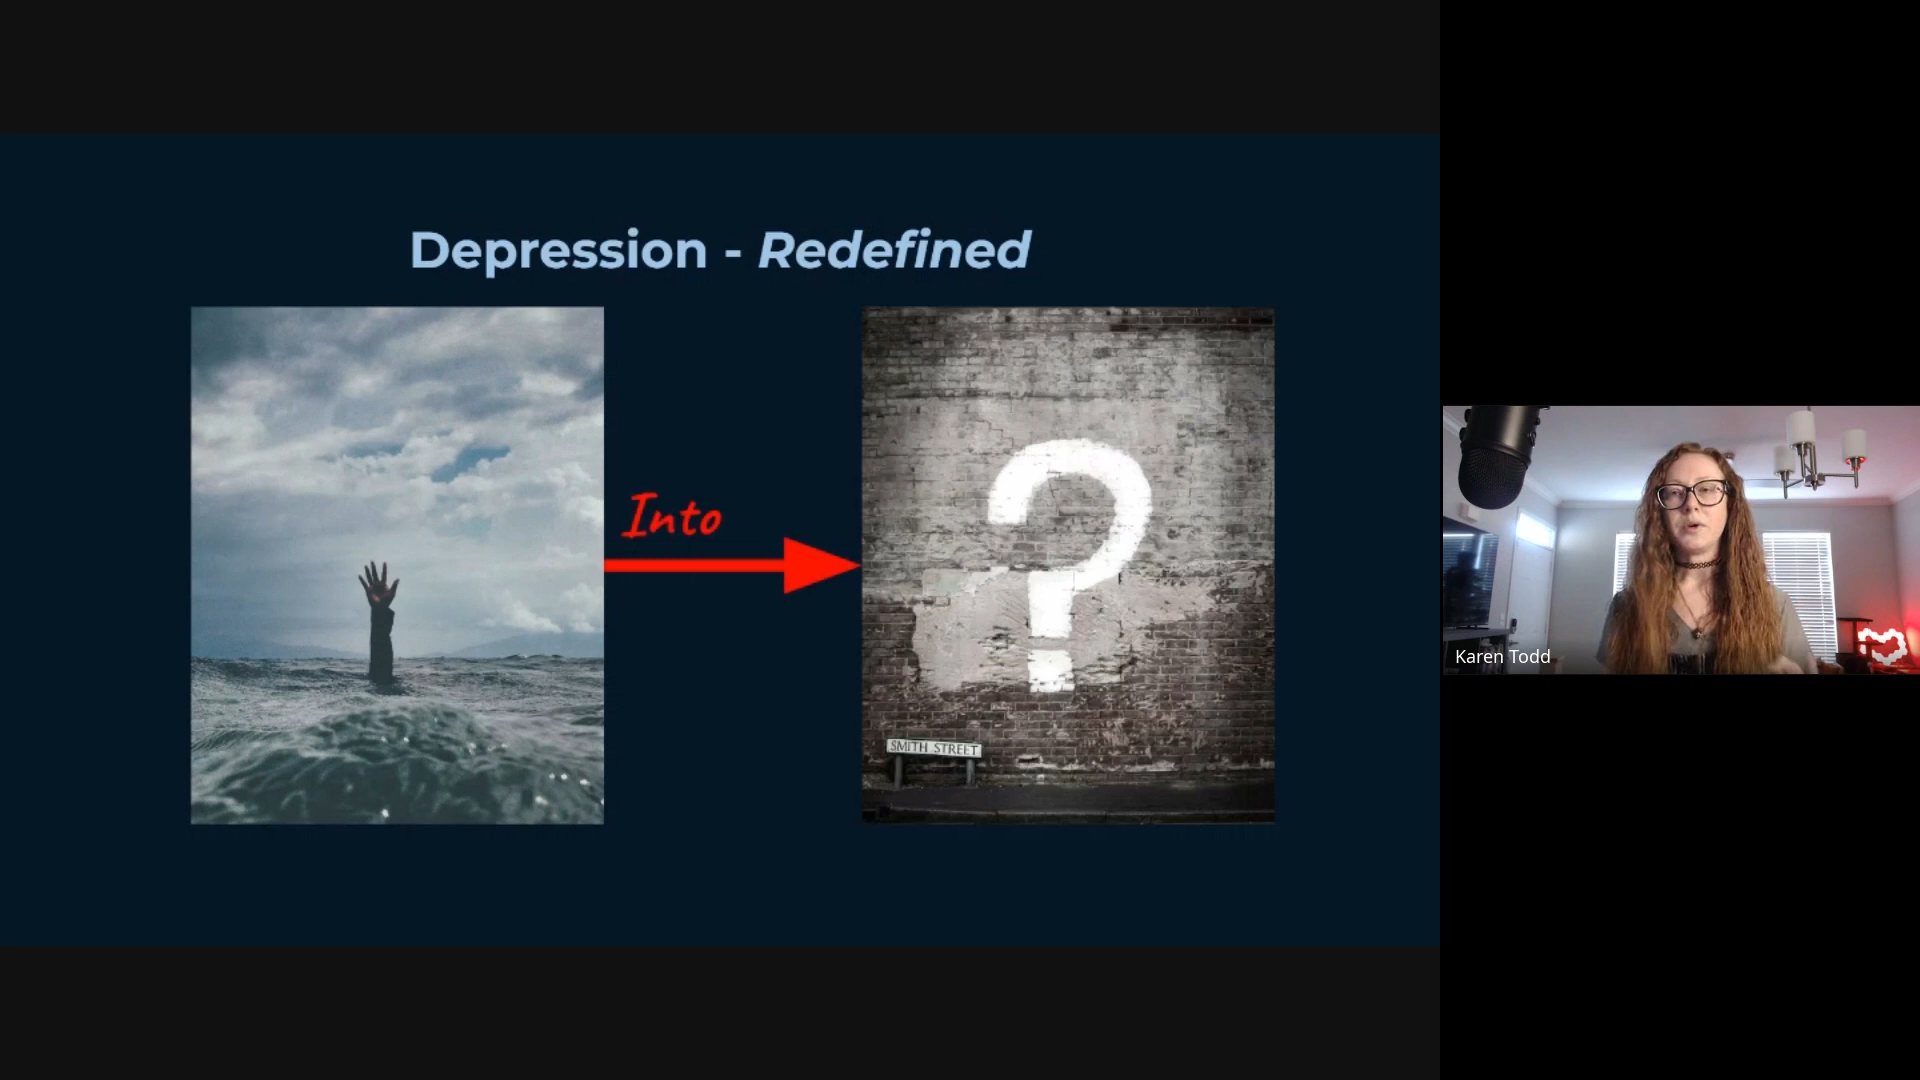 Depression - Redefined
Into
?
SMITH STREET
Karen Todd